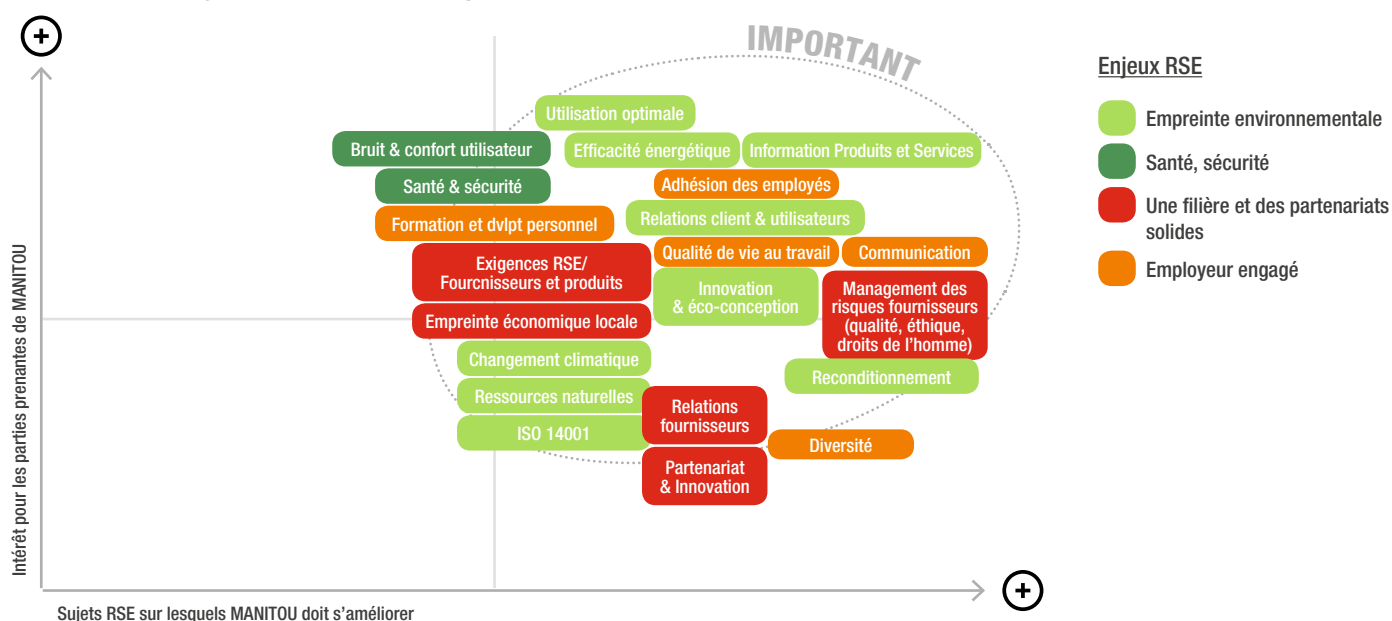 IMPORTANT
Utilisation optimale
Bruit & confort utilisateur
Efficacité énergétique
Information Produits et Services
Santé & sécurité
Adhésion des employés
Formation et dvlpt personnel
Relations client & utilisateurs
Exigences RSE/
Fourcnisseurs et produits
Qualité de vie au travail
Communication
Innovation
& éco-conception
Management des
risques fournisseurs
(qualité, éthique,
droits de l’homme)
Empreinte économique locale
Changement climatique
Reconditionnement
Ressources naturelles
Relations
fournisseurs
ISO 14001
Diversité
Partenariat
& Innovation
Intérêt pour les parties prenantes de MANITOU
Sujets RSE sur lesquels MANITOU doit s’améliorer
Enjeux RSE
Empreinte environnementale
Santé, sécurité
Une filière et des partenariats
solides
Employeur engagé